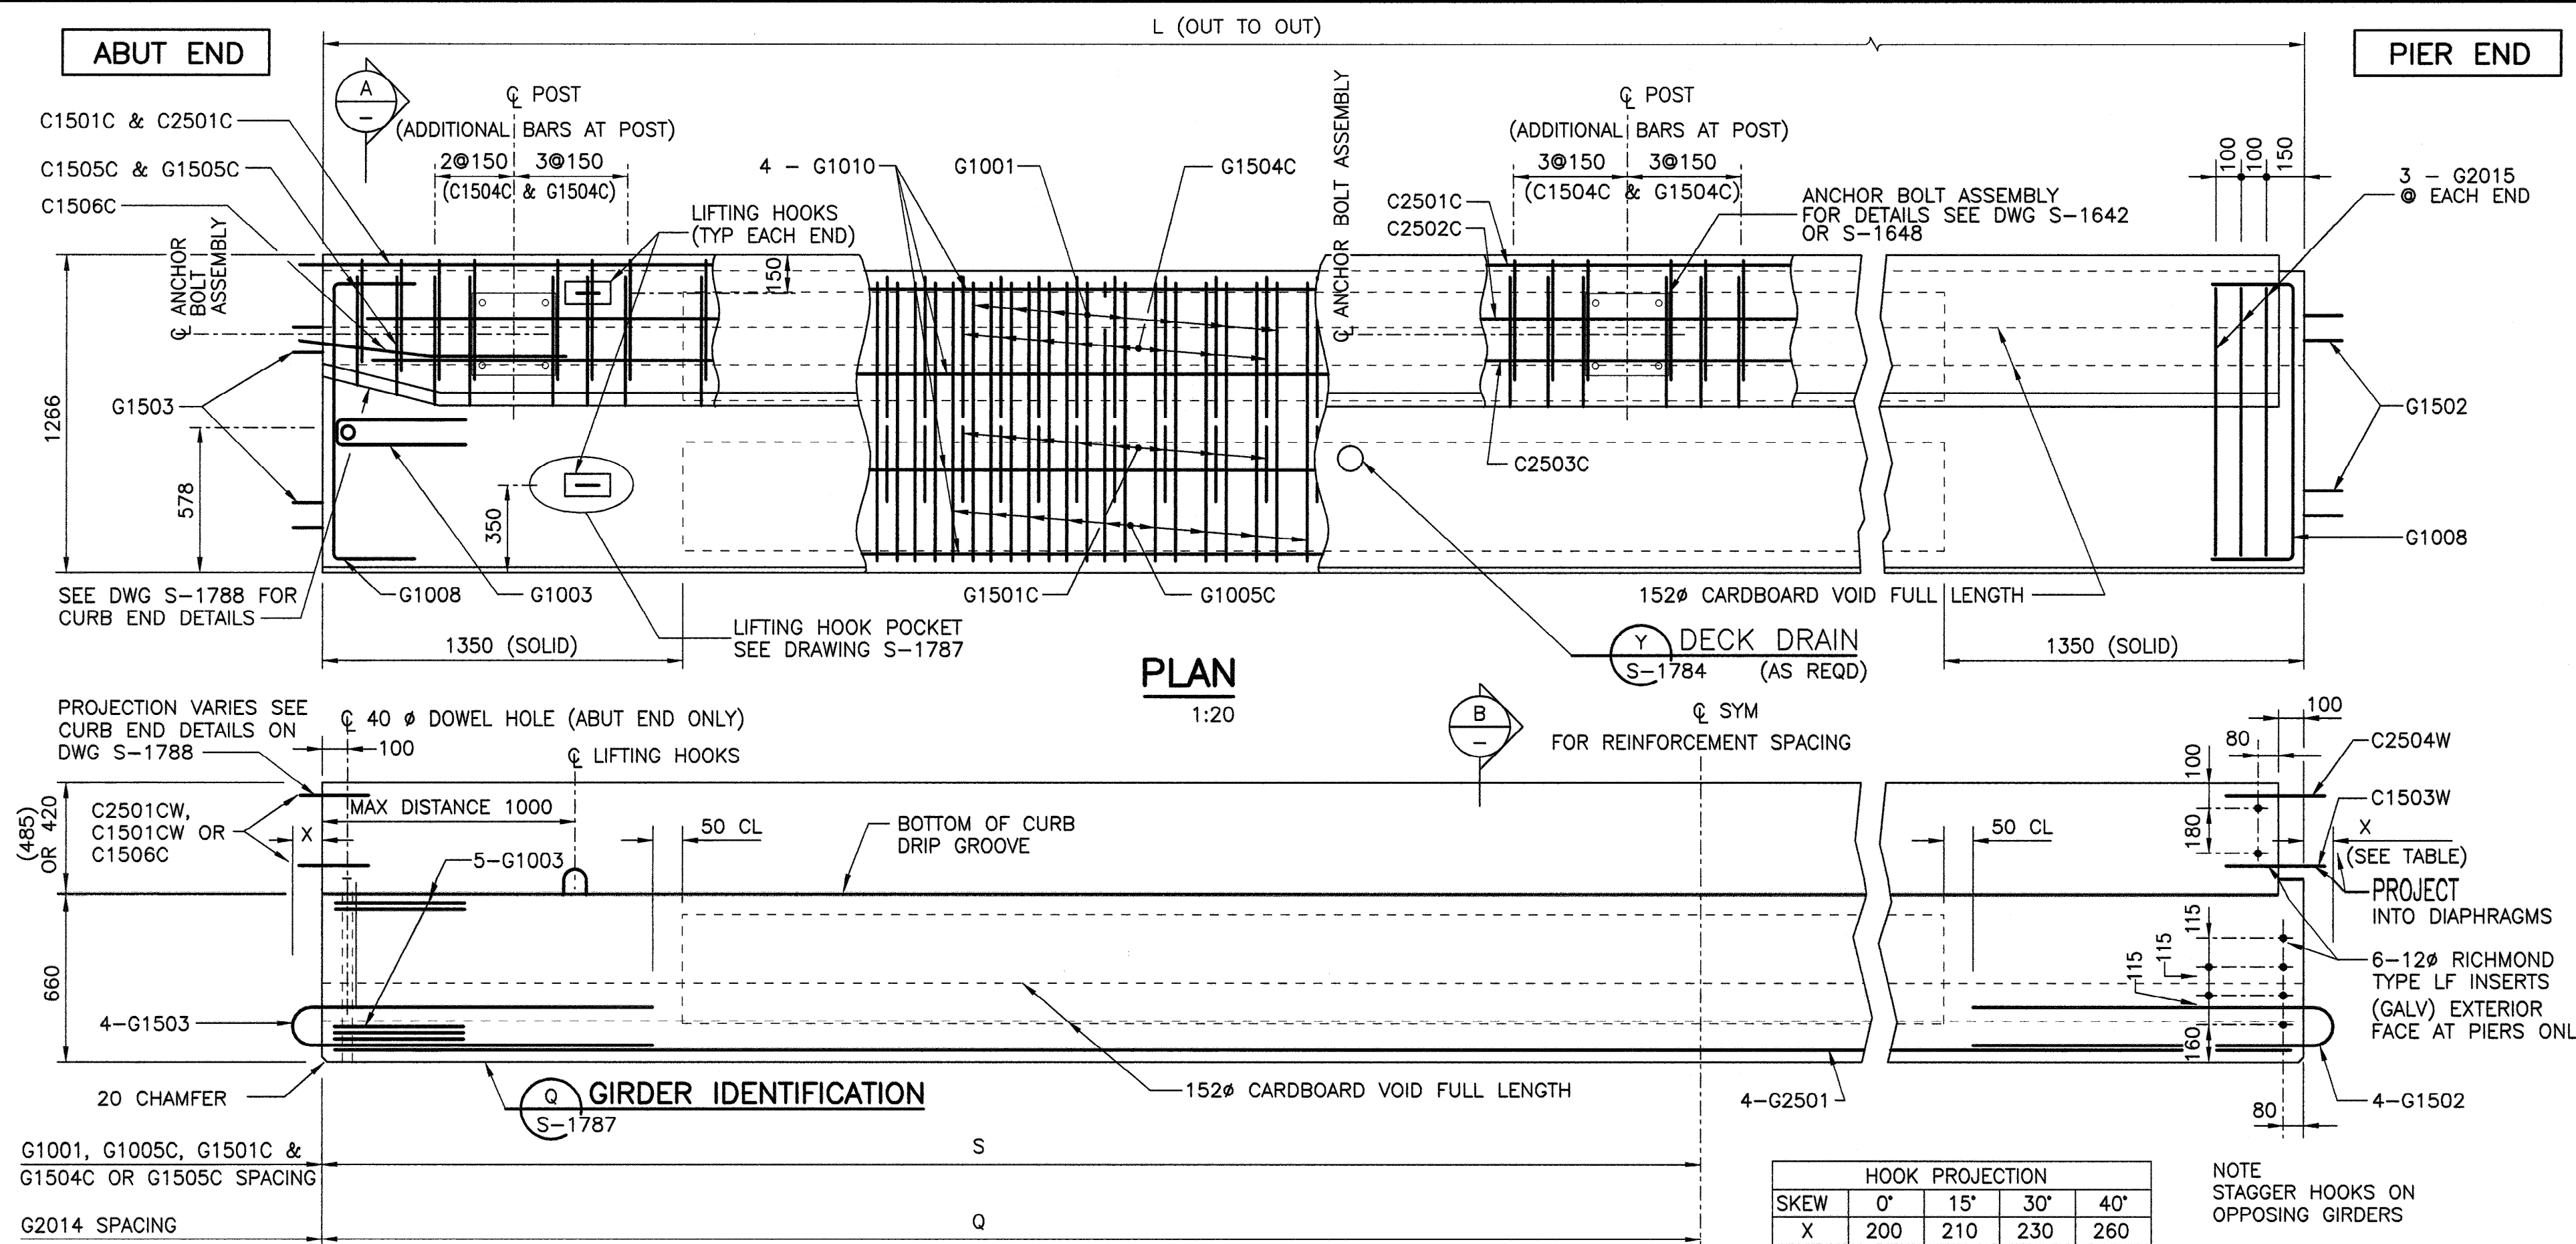 L (OUT TO OUT)
ABUT END
PIER END
A
–
℄ POST
(ADDITIONAL BARS AT POST)
2@150 3@150
(C1504C & G1504C)
C1501C & C2501C
C1505C & G1505C
C1506C
℄ ANCHOR
BOLT
ASSEMBLY
LIFTING HOOKS
(TYP EACH END)
4 – G1010
G1001
G1504C
℄ ANCHOR BOLT ASSEMBLY
℄ POST
(ADDITIONAL BARS AT POST)
3@150 3@150
(C1504C & G1504C)
C2501C
C2502C
ANCHOR BOLT ASSEMBLY
FOR DETAILS SEE DWG S-1642
OR S-1648
100
100
150
3 – G2015
@ EACH END
150
1266
578
350
G1503
G1502
C2503C
G1008
SEE DWG S-1788 FOR
CURB END DETAILS
G1008
G1003
G1501C
G1005C
152ø CARDBOARD VOID FULL LENGTH
1350 (SOLID)
LIFTING HOOK POCKET
SEE DRAWING S-1787
Y
S-1784
DECK DRAIN
(AS REQD)
1350 (SOLID)
PLAN
1:20
PROJECTION VARIES SEE
CURB END DETAILS ON
DWG S-1788
℄ 40 ø DOWEL HOLE (ABUT END ONLY)
100
℄ LIFTING HOOKS
B
–
℄ SYM
FOR REINFORCEMENT SPACING
100
80
100
180
C2504W
C1503W
X
(SEE TABLE)
PROJECT
INTO DIAPHRAGMS
(485)
OR 420
C2501CW,
C1501CW OR
C1506C
X
MAX DISTANCE 1000
50 CL
BOTTOM OF CURB
DRIP GROOVE
50 CL
5-G1003
660
115
115
115
160
6-12ø RICHMOND
TYPE LF INSERTS
(GALV) EXTERIOR
FACE AT PIERS ONL
4-G1503
20 CHAMFER
Q
S-1787
GIRDER IDENTIFICATION
152ø CARDBOARD VOID FULL LENGTH
4-G2501
4-G1502
80
G1001, G1005C, G1501C &
G1504C OR G1505C SPACING
S
G2014 SPACING
Q
HOOK PROJECTION
SKEW 0° 15° 30° 40°
X 200 210 230 260
NOTE
STAGGER HOOKS ON
OPPOSING GIRDERS